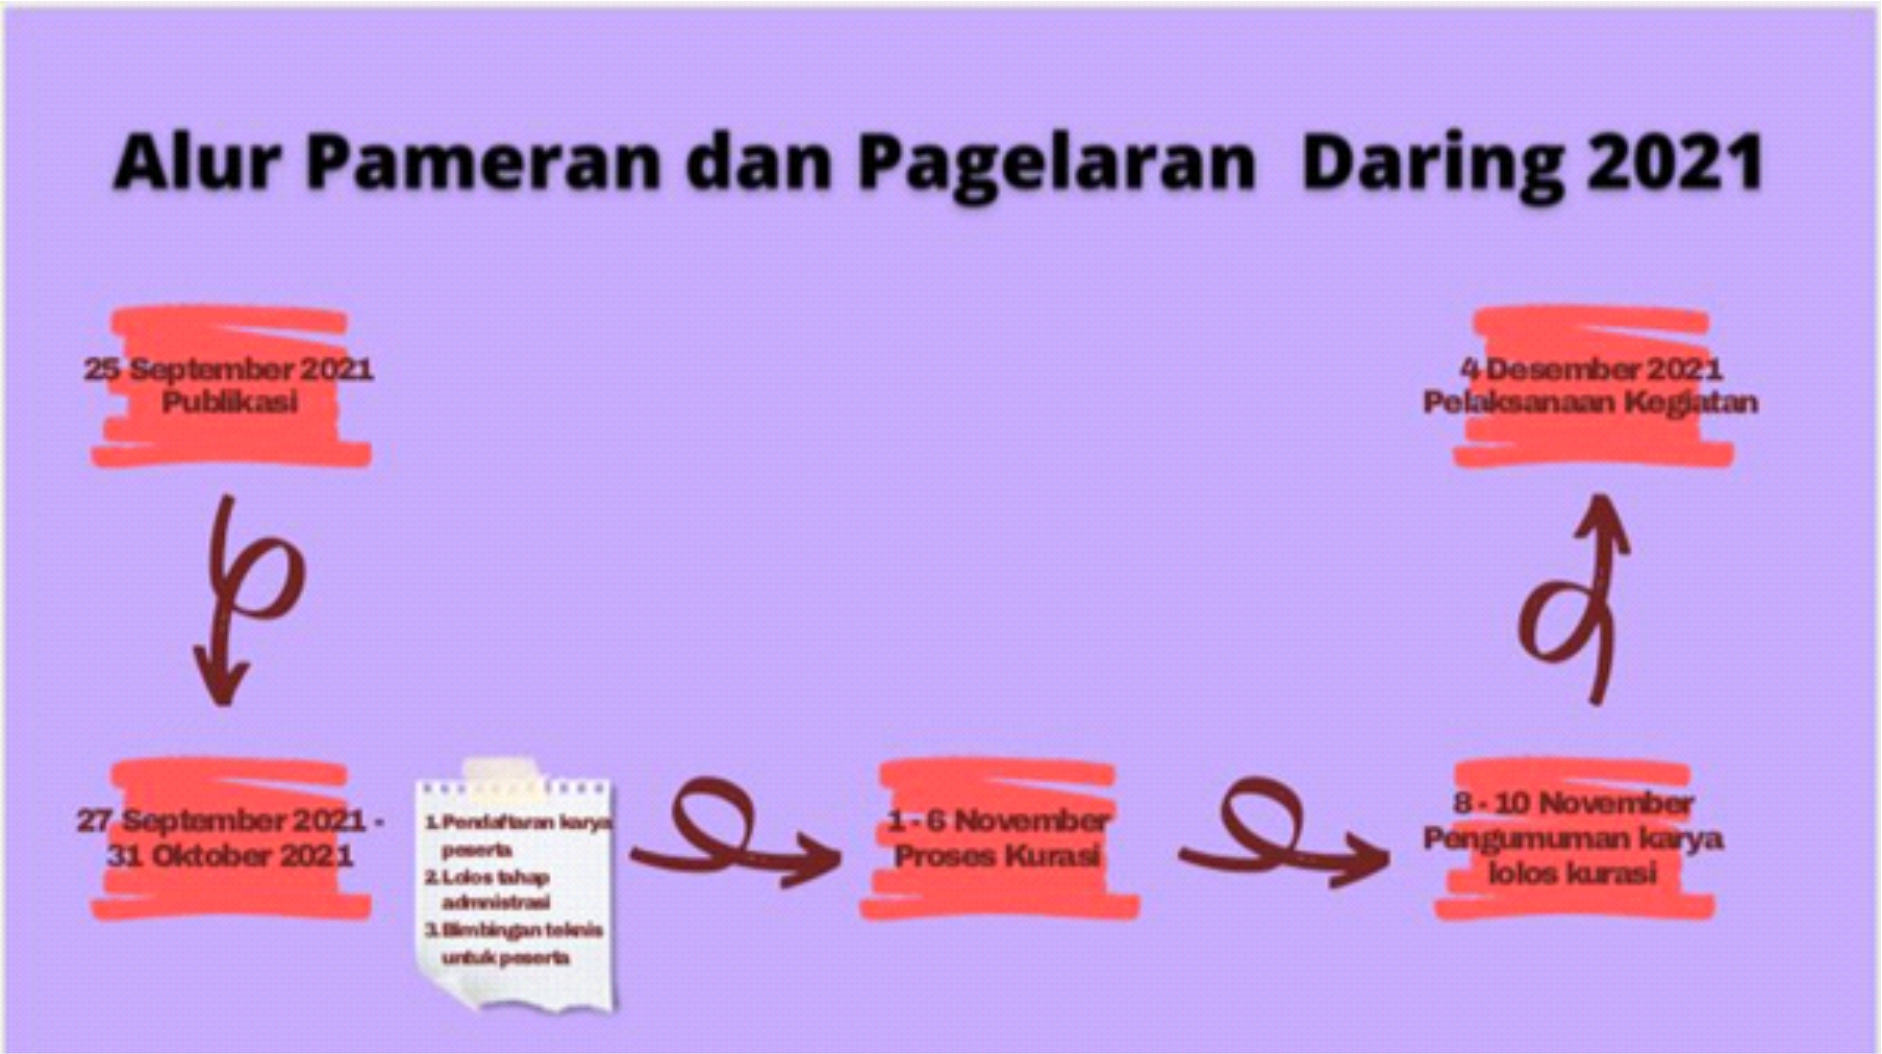 Alur Pameran dan Pagelaran Daring 2021
25 September 2021
Publikasi
27 September 2021 -
31 Oktober 2021
1.Pendaftaran karya
peserta
2.Lolos tahap
admnistrasi
3.Bimbingan teknis
untuk peserta
1 - 6 November
Proses Kurasi
8 - 10 November
Pengumuman karya
lolos kurasi
4 Desember 2021
Pelaksanaan Kegiatan